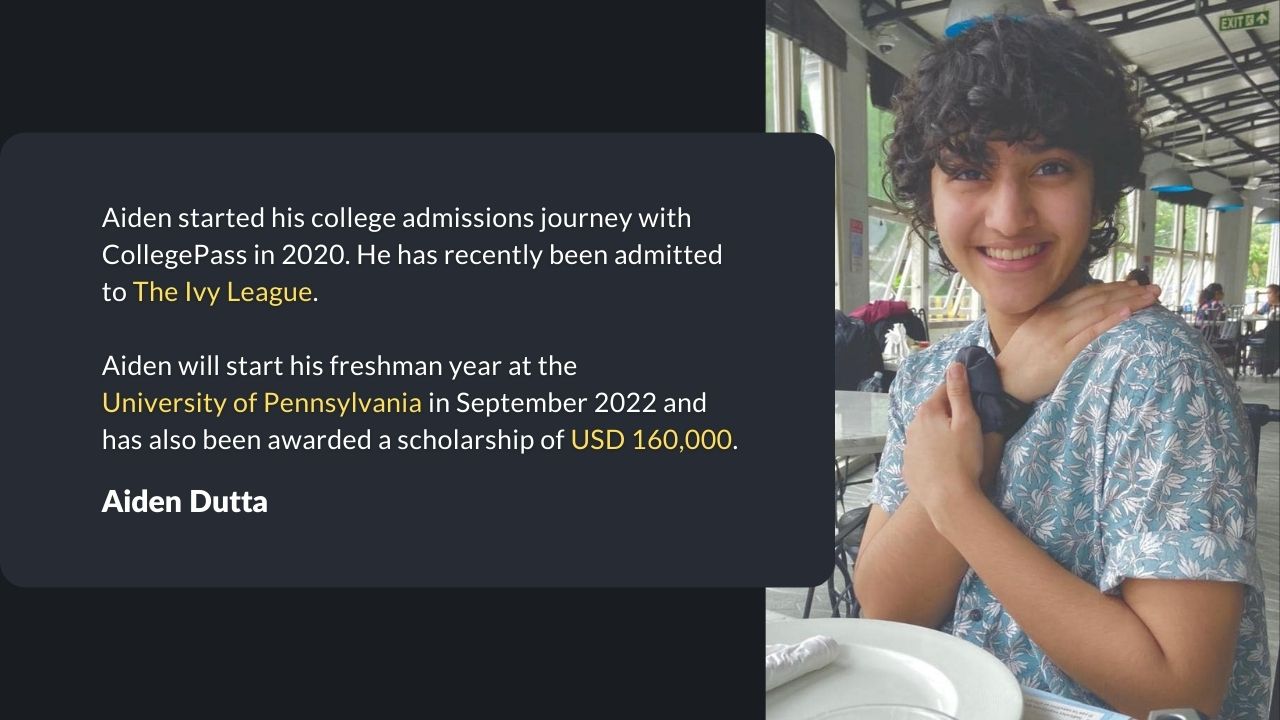 Aiden started his college admissions journey with
CollegePass in 2020. He has recently been admitted
to The Ivy League.
Aiden will start his freshman year at the
University of Pennsylvania in September 2022 and
has also been awarded a scholarship of USD 160,000.
Aiden Dutta
EXIT